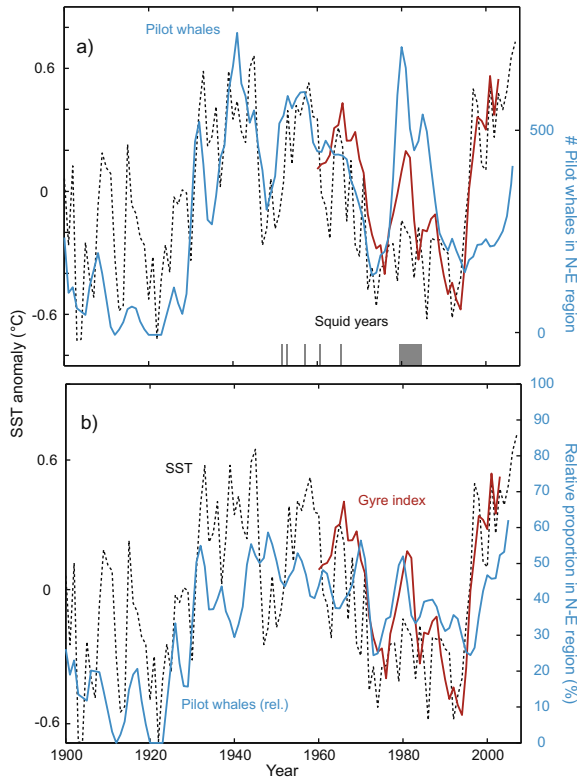 Pilot whales
a)
0.6
0
-0.6
500
0
# Pilot whales in N-E region
Squid years
SST anomaly (°C)
b)
SST
Gyre index
Pilot whales (rel.)
0.6
0
-0.6
100
90
80
70
60
50
40
30
20
10
0
Relative proportion in N-E region (%)
1900
1920
1940
1960
1980
2000
Year